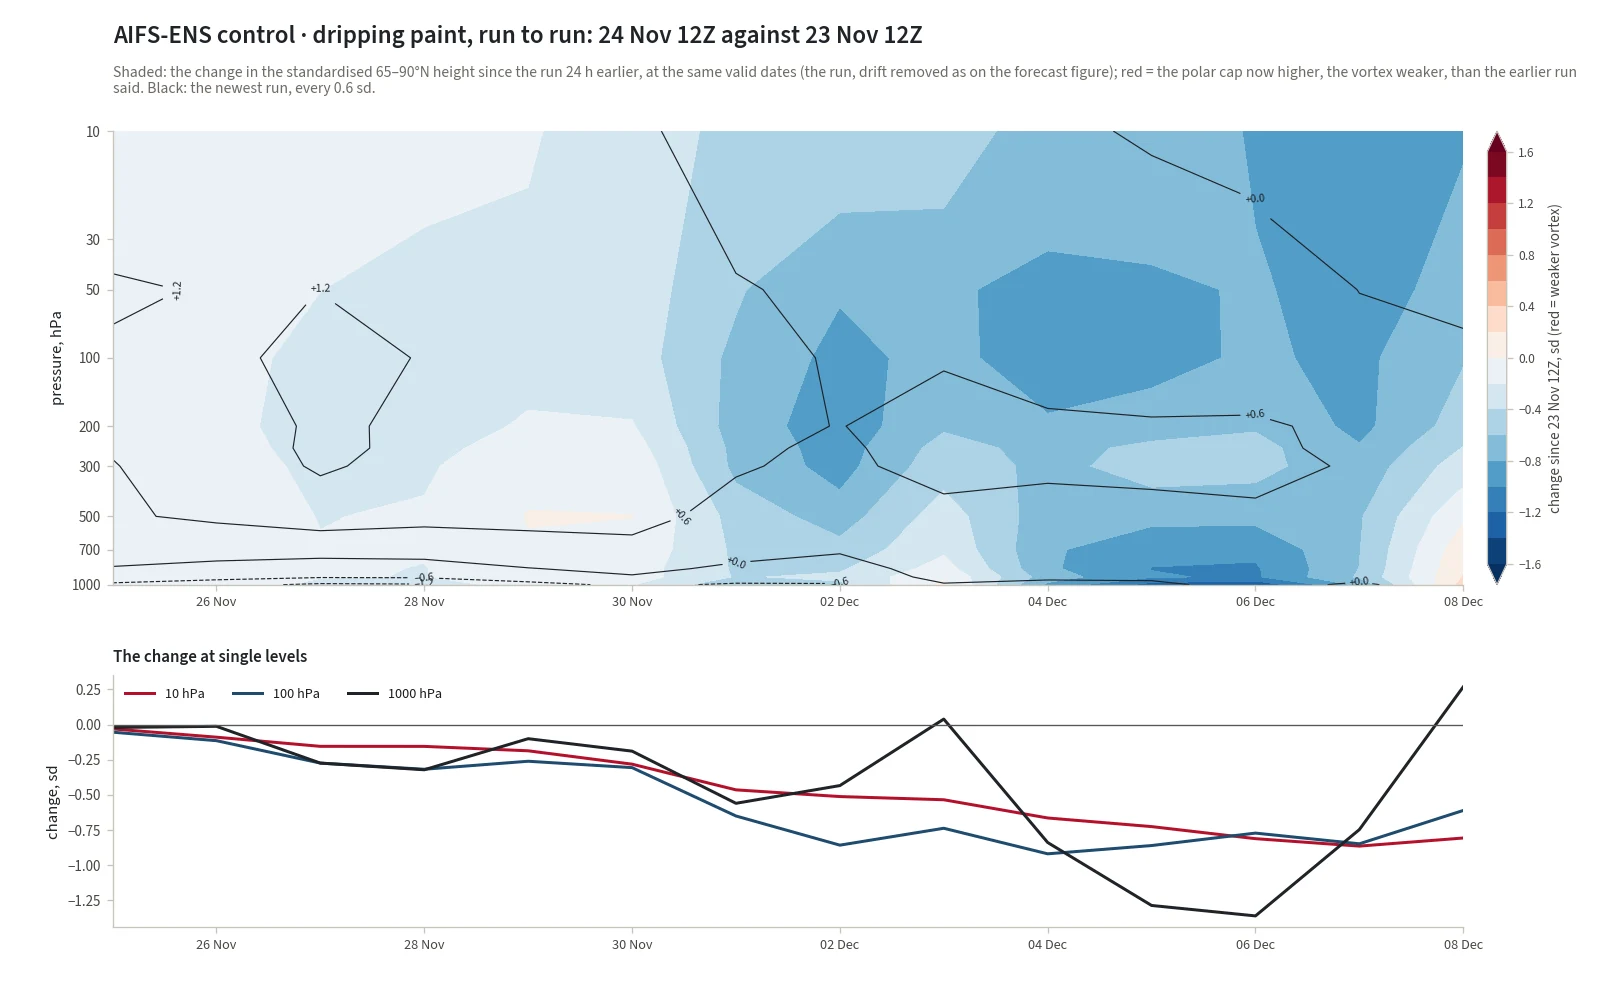 AIFS-ENS control · dripping paint, run to run: 24 Nov 12Z against 23 Nov 12Z
Shaded: the change in the standardised 65–90°N height since the run 24 h earlier, at the same valid dates (the run, drift removed as on the forecast figure); red = the polar cap now higher, the vortex weaker, than the earlier run
said. Black: the newest run, every 0.6 sd.
10
30
50
100
200
300
500
700
1000
pressure, hPa
+1.2
+1.2
+0.0
+0.6
+0.6
+0.0
−0.6
−0.6
+0.0
26 Nov
28 Nov
30 Nov
02 Dec
04 Dec
06 Dec
08 Dec
1.6
1.2
0.8
0.4
0.0
−0.4
−0.8
−1.2
−1.6
change since 23 Nov 12Z, sd (red = weaker vortex)
The change at single levels
10 hPa
100 hPa
1000 hPa
0.25
0.00
−0.25
−0.50
−0.75
−1.00
−1.25
change, sd
26 Nov
28 Nov
30 Nov
02 Dec
04 Dec
06 Dec
08 Dec